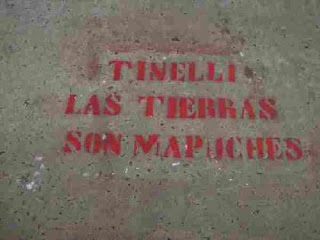 TINELLI
LAS TIERRAS
SON MAPUCHES